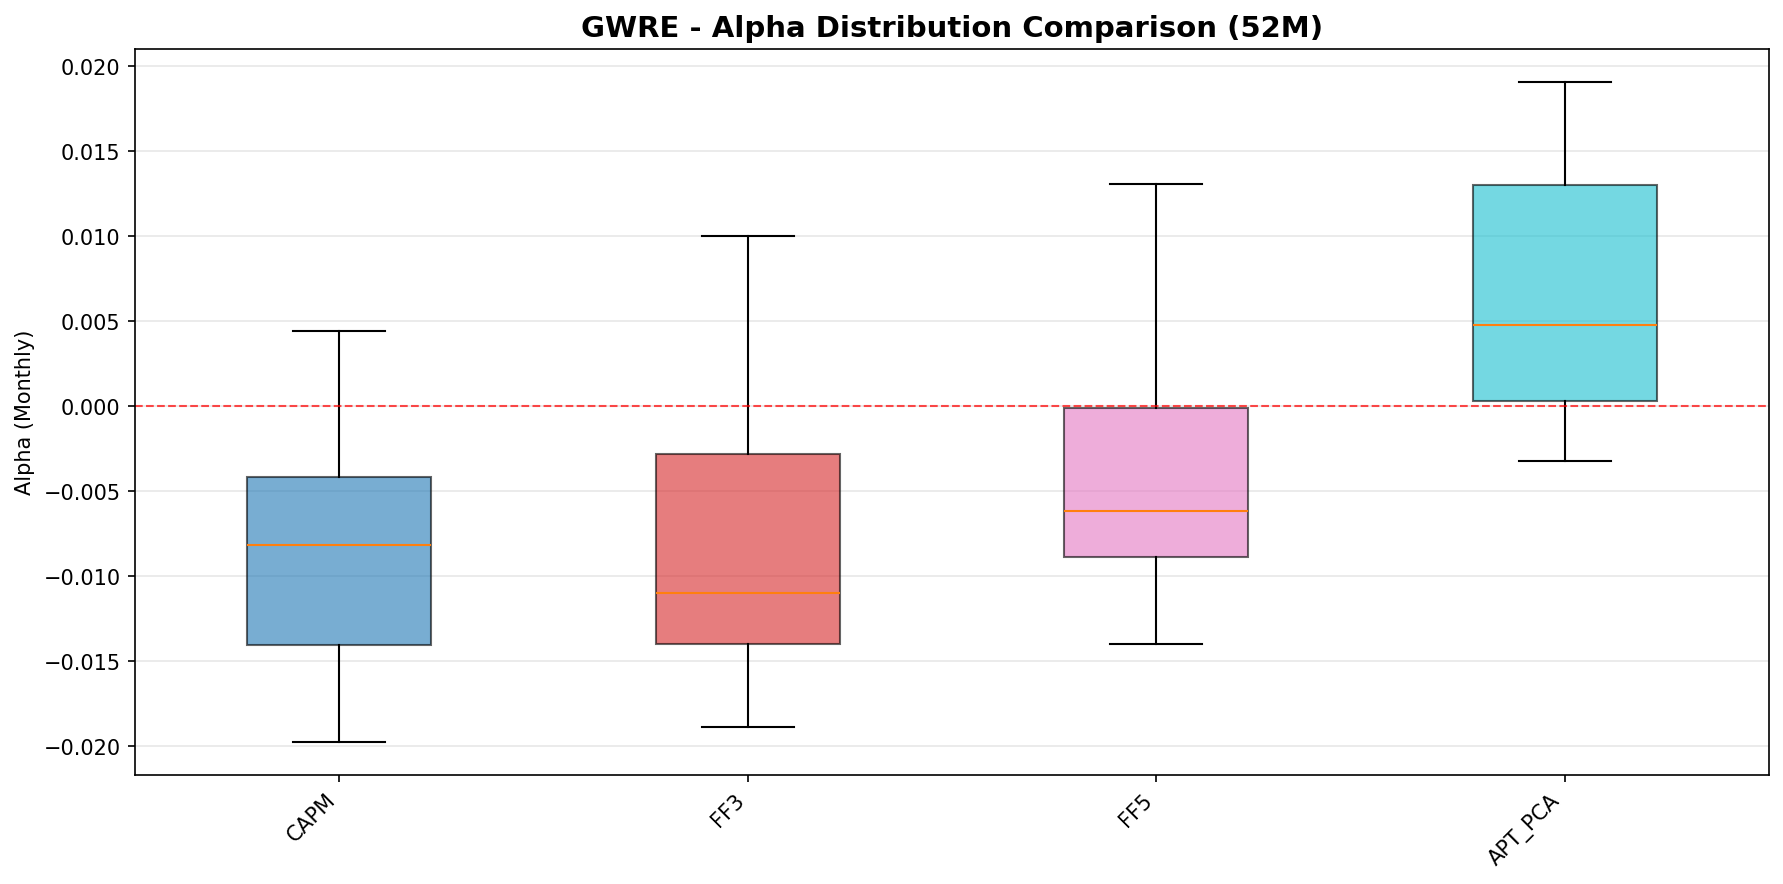 GWRE - Alpha Distribution Comparison (52M)
Alpha (Monthly)
0.020
0.015
0.010
0.005
0.000
−0.005
−0.010
−0.015
−0.020
CAPM
FF3
FF5
APT_PCA